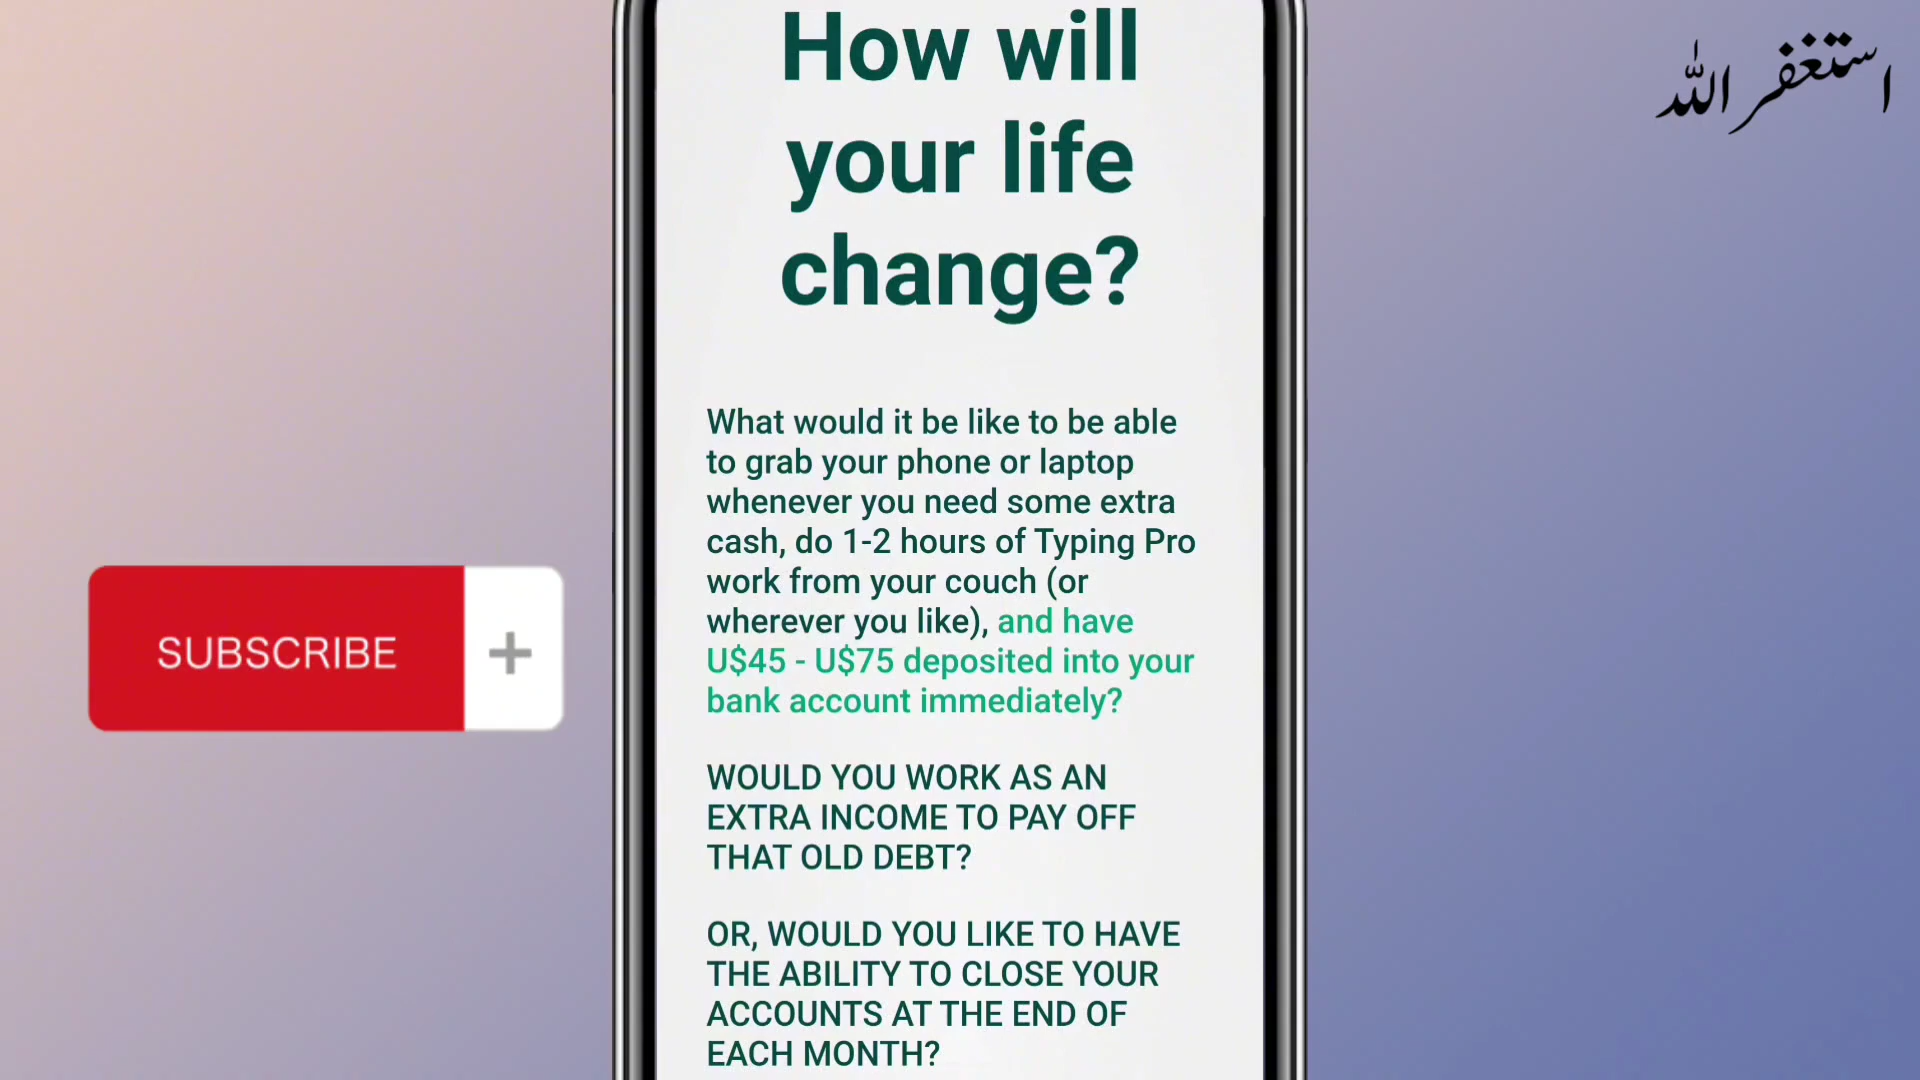 How will
your life
change?
استغفر الله
What would it be like to be able
to grab your phone or laptop
whenever you need some extra
cash, do 1-2 hours of Typing Pro
work from your couch (or
wherever you like), and have
U$45 - U$75 deposited into your
bank account immediately?
SUBSCRIBE +
WOULD YOU WORK AS AN
EXTRA INCOME TO PAY OFF
THAT OLD DEBT?
OR, WOULD YOU LIKE TO HAVE
THE ABILITY TO CLOSE YOUR
ACCOUNTS AT THE END OF
EACH MONTH?